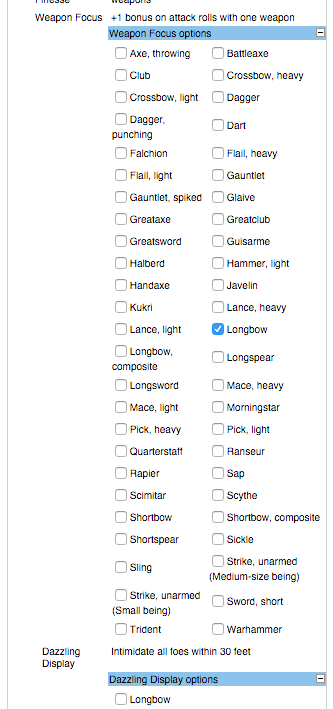 Finesse weapons
Weapon Focus +1 bonus on attack rolls with one weapon
Weapon Focus options
Axe, throwing Battleaxe
Club Crossbow, heavy
Crossbow, light Dagger
Dagger, punching Dart
Falchion Flail, heavy
Flail, light Gauntlet
Gauntlet, spiked Glaive
Greataxe Greatclub
Greatsword Guisarme
Halberd Hammer, light
Handaxe Javelin
Kukri Lance, heavy
Lance, light Longbow
Longbow, composite Longspear
Longsword Mace, heavy
Mace, light Morningstar
Pick, heavy Pick, light
Quarterstaff Ranseur
Rapier Sap
Scimitar Scythe
Shortbow Shortbow, composite
Shortspear Sickle
Sling Strike, unarmed (Medium-size being)
Strike, unarmed (Small being) Sword, short
Trident Warhammer
Dazzling Display Intimidate all foes within 30 feet
Dazzling Display options
Longbow